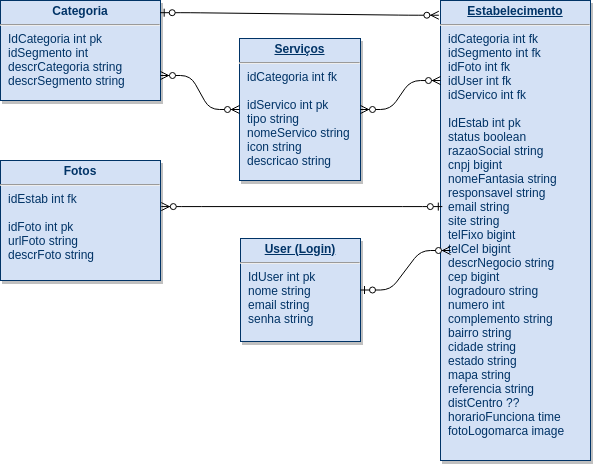 Categoria
IdCategoria int pk
idSegmento int
descrCategoria string
descrSegmento string
Serviços
idCategoria int fk
idServico int pk
tipo string
nomeServico string
icon string
descricao string
Fotos
idEstab int fk
idFoto int pk
urlFoto string
descrFoto string
User (Login)
IdUser int pk
nome string
email string
senha string
Estabelecimento
idCategoria int fk
idSegmento int fk
idFoto int fk
idUser int fk
idServico int fk
IdEstab int pk
status boolean
razaoSocial string
cnpj bigint
nomeFantasia string
responsavel string
email string
site string
telFixo bigint
telCel bigint
descrNegocio string
cep bigint
logradouro string
numero int
complemento string
bairro string
cidade string
estado string
mapa string
referencia string
distCentro ??
horarioFunciona time
fotoLogomarca image